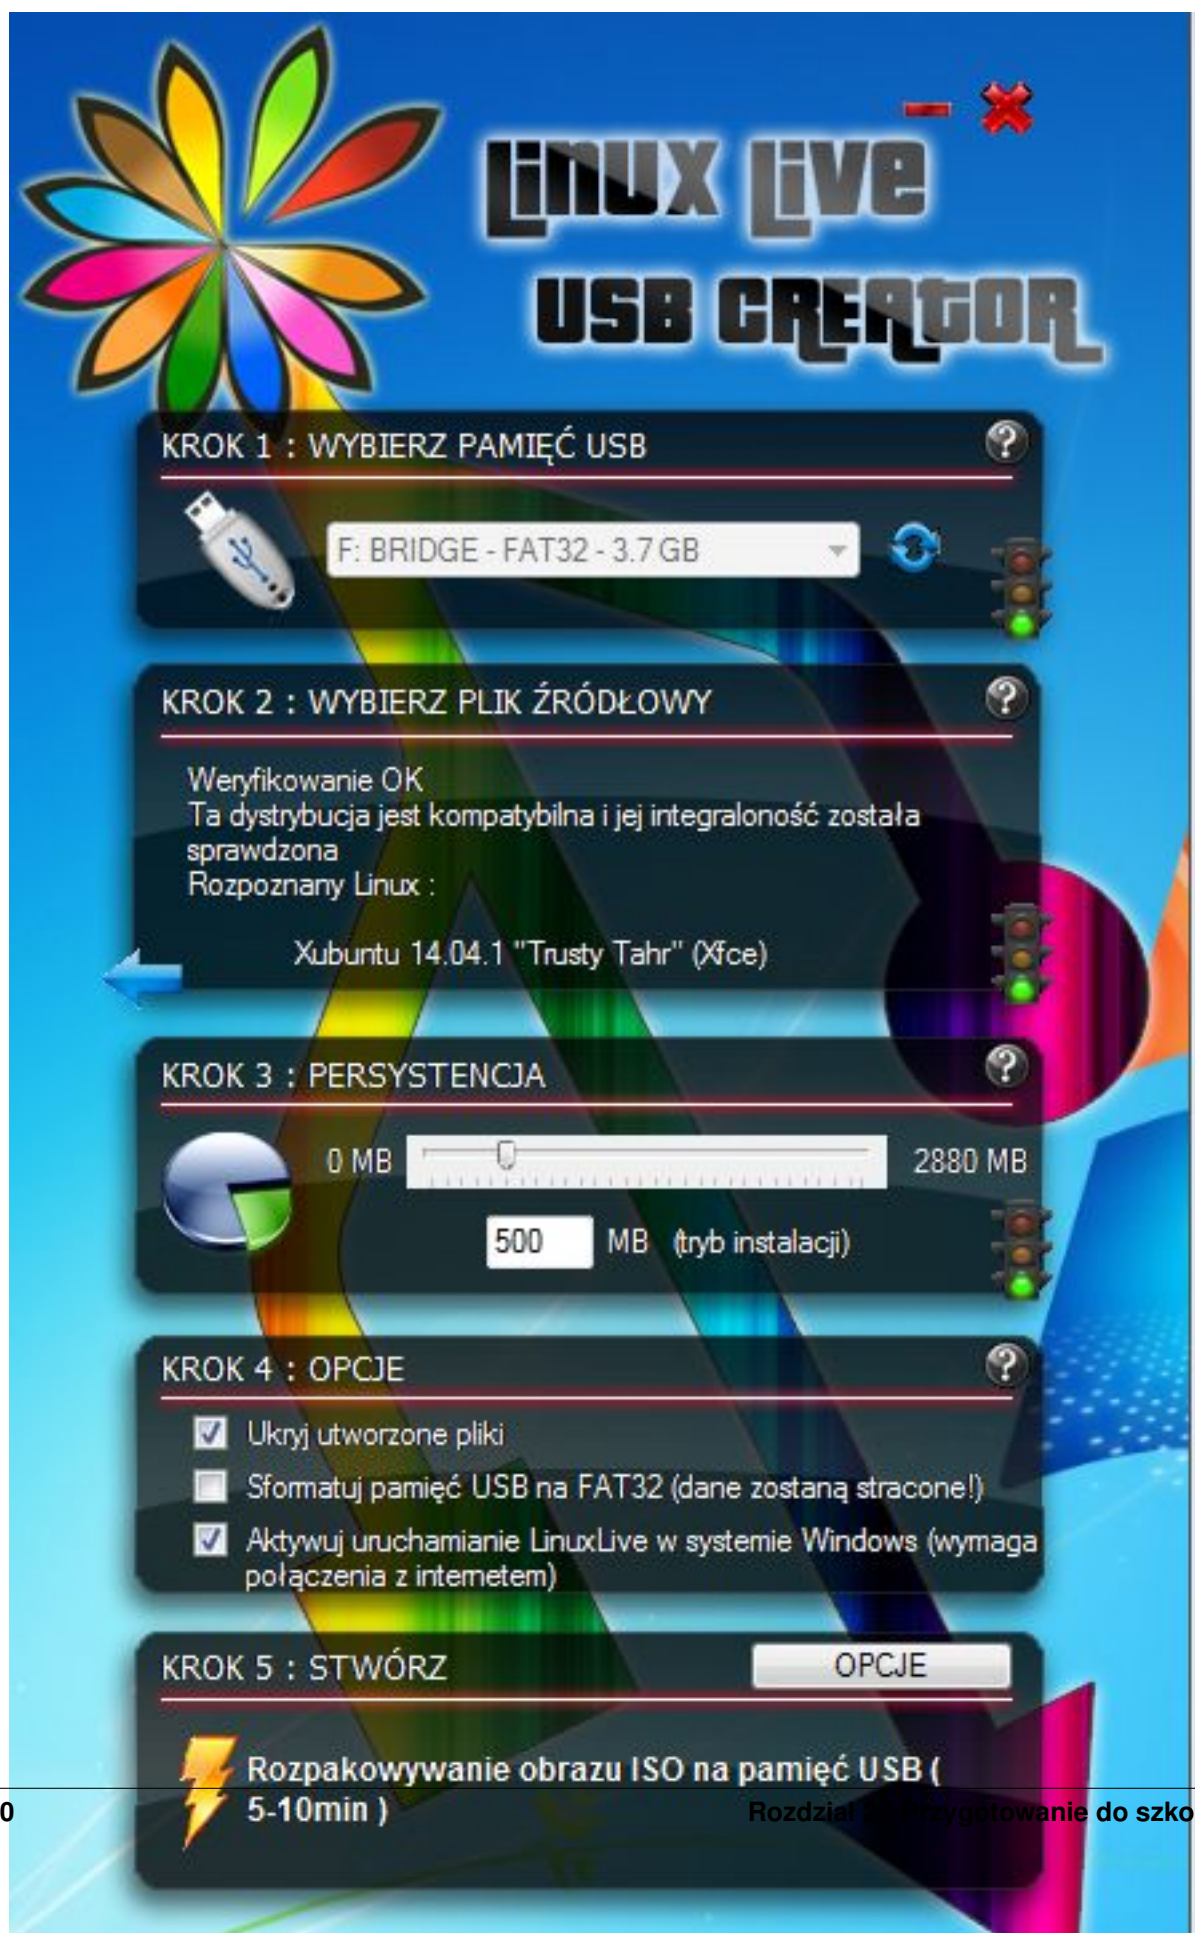 Linux Live
USB CREATOR
KROK 1 : WYBIERZ PAMIĘĆ USB
F: BRIDGE - FAT32 - 3.7 GB
KROK 2 : WYBIERZ PLIK ŹRÓDŁOWY
Weryfikowanie OK
Ta dystrybucja jest kompatybilna i jej integraloność została
sprawdzona
Rozpoznany Linux :
Xubuntu 14.04.1 "Trusty Tahr" (Xfce)
KROK 3 : PERSYSTENCJA
0 MB 2880 MB
500 MB (tryb instalacji)
KROK 4 : OPCJE
Ukryj utworzone pliki
Sformatuj pamięć USB na FAT32 (dane zostaną stracone!)
Aktywuj uruchamianie LinuxLive w systemie Windows (wymaga
połączenia z internetem)
KROK 5 : STWÓRZ OPCJE
Rozpakowywanie obrazu ISO na pamięć USB (
5-10min )
0 Rozdział Przygotowanie do szko